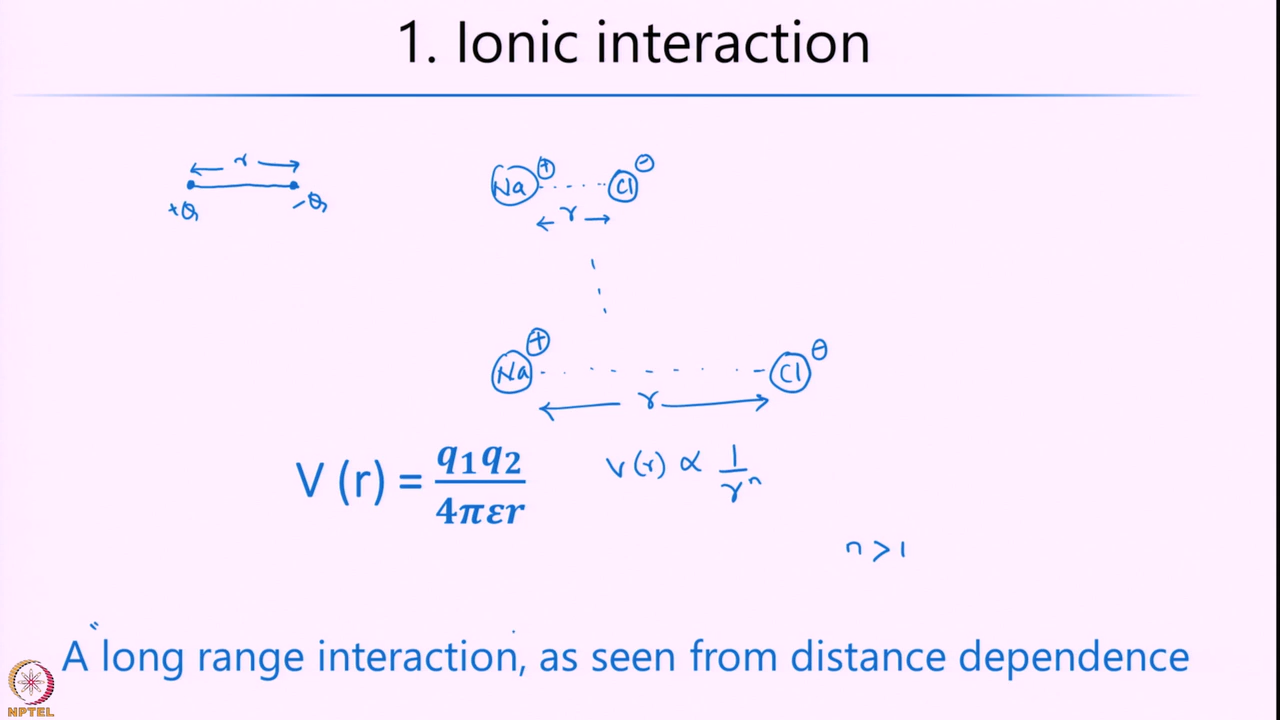 1. Ionic interaction
r
+Q
-Q
Na + Cl -
r
Na + Cl -
r
V (r) = q₁q₂ / 4πεr
V(r) ∝ 1/rⁿ
n > 1
A "long range interaction, as seen from distance dependence
NPTEL